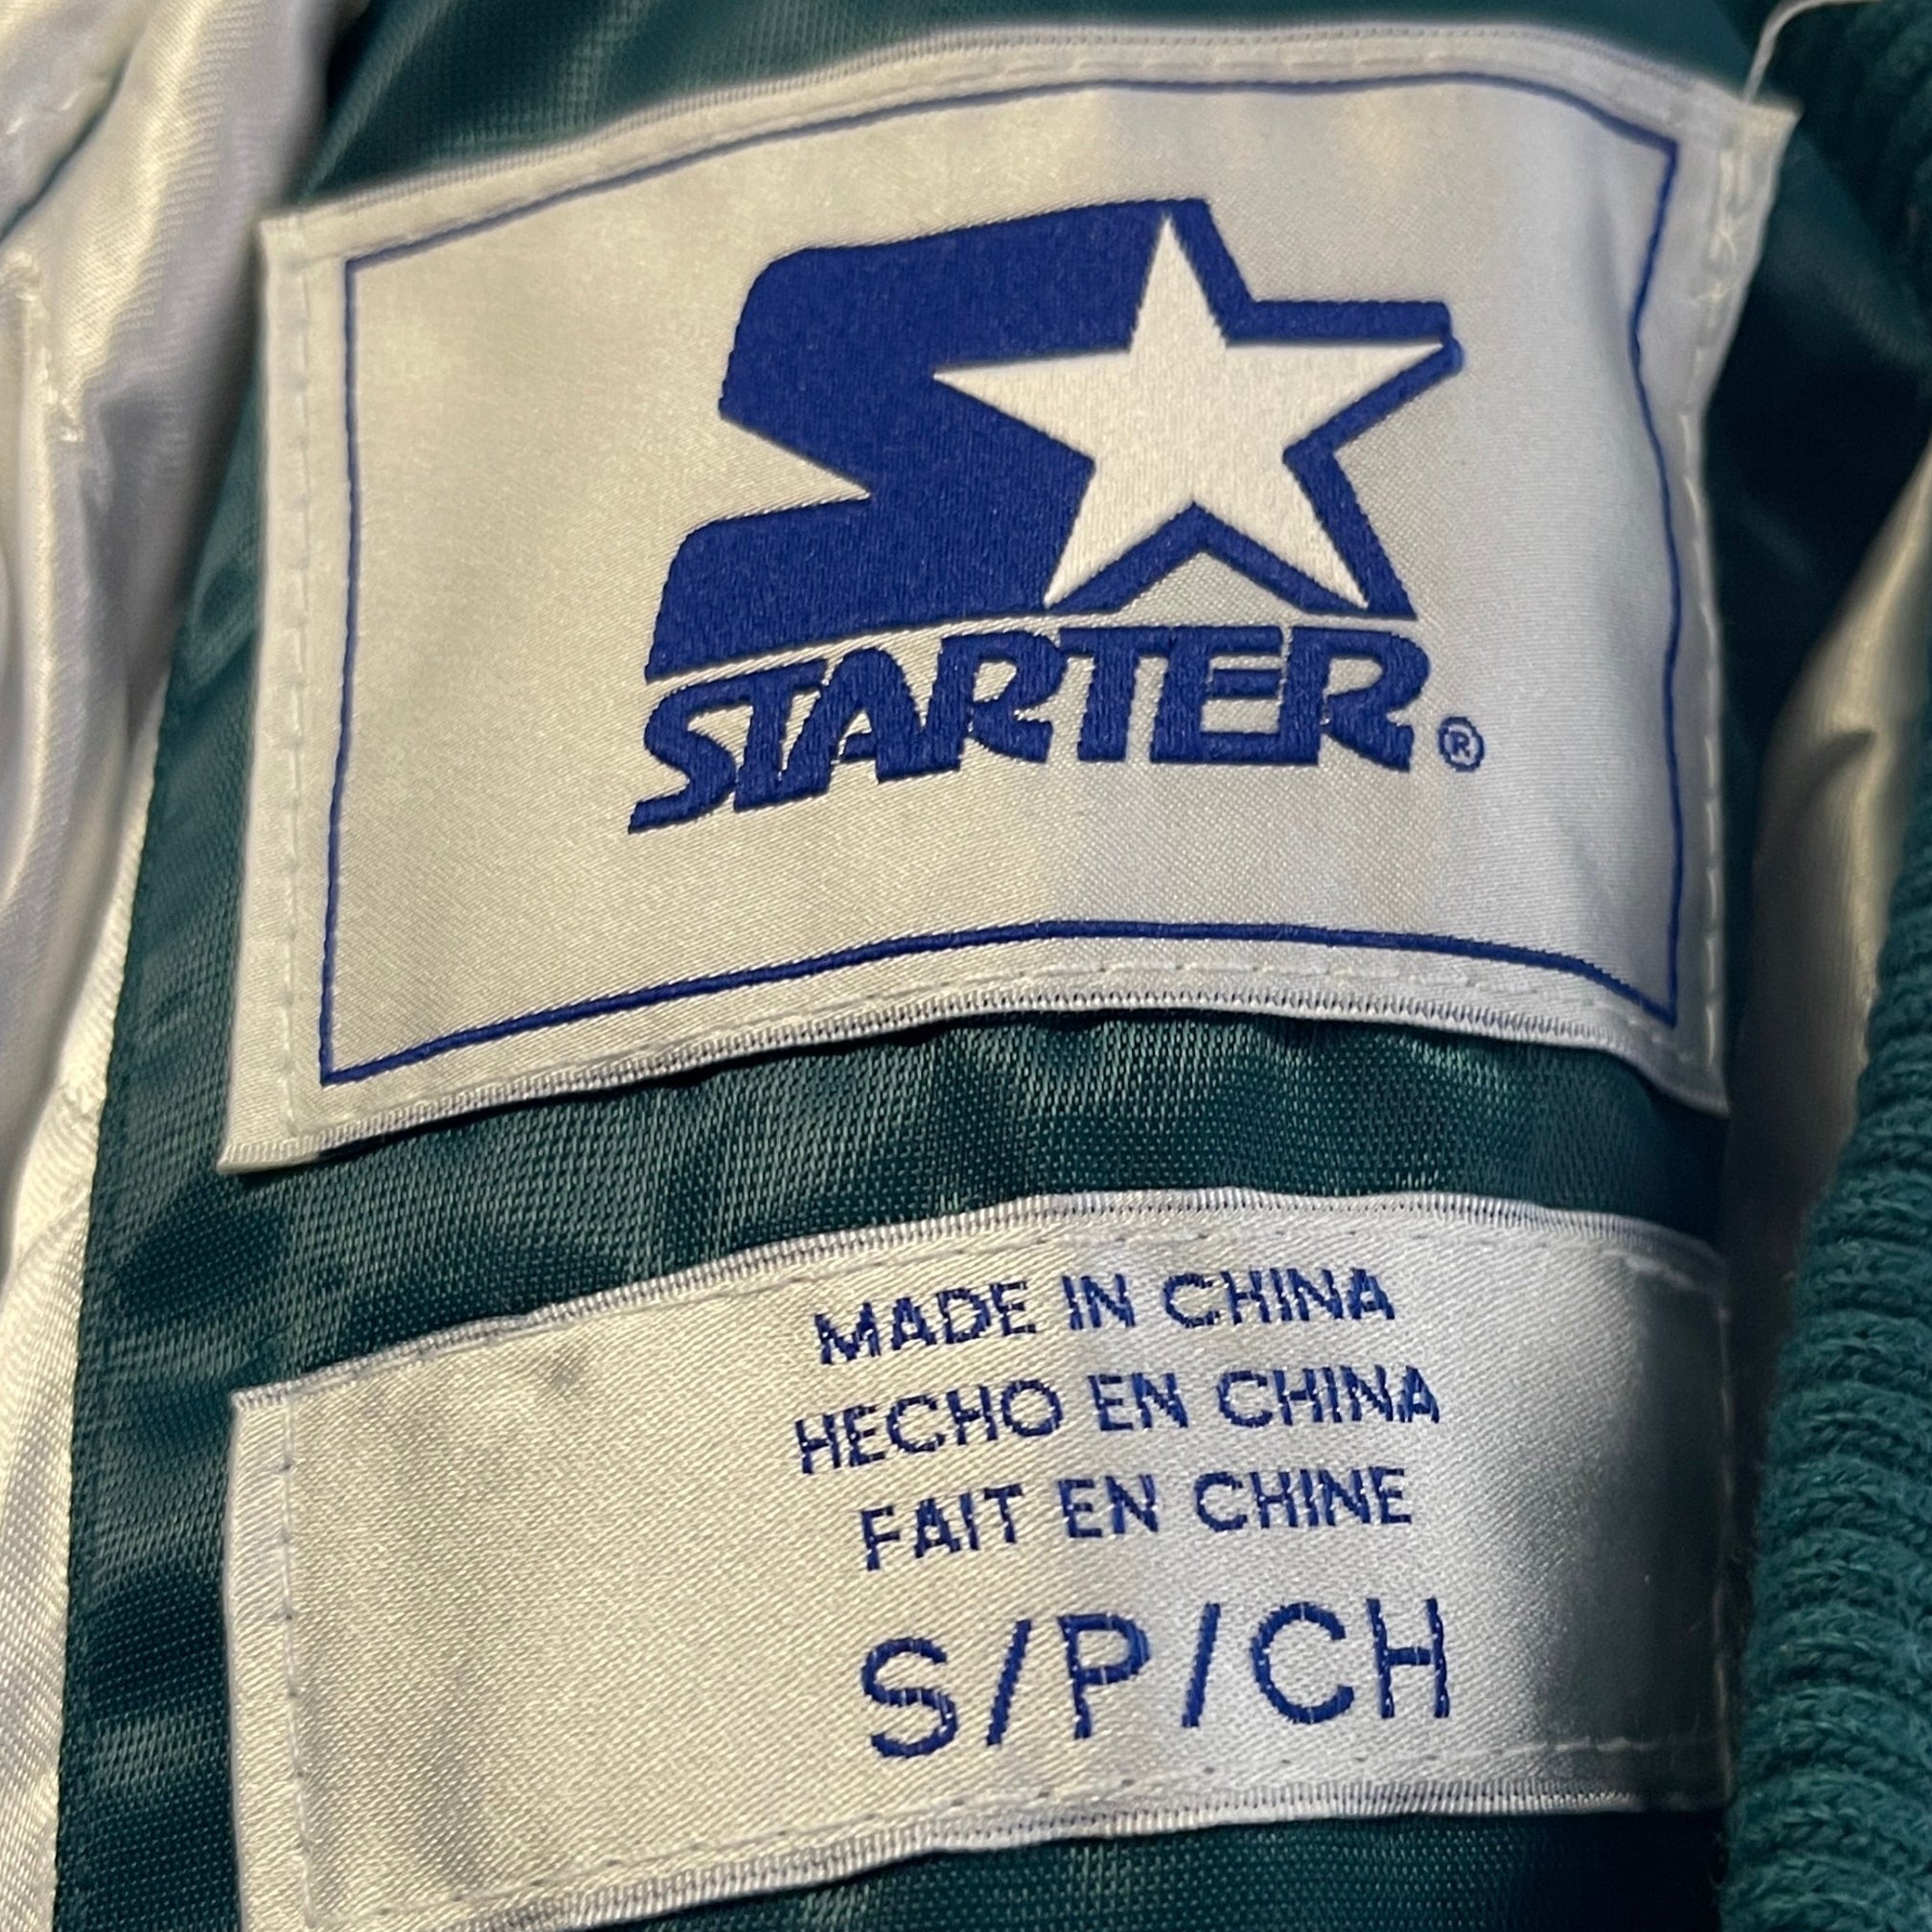 STARTER®
MADE IN CHINA
HECHO EN CHINA
FAIT EN CHINE
S/P/CH